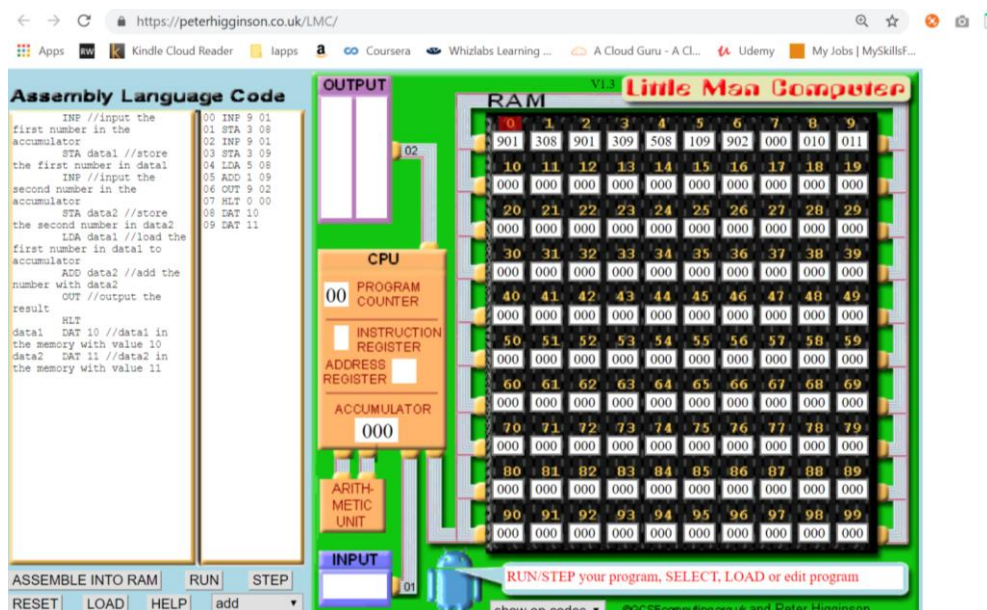 https://peterhigginson.co.uk/LMC/
Apps RW Kindle Cloud Reader lapps a co Coursera Whizlabs Learning ... A Cloud Guru - A Cl... Udemy My Jobs | MySkillsF...
Assembly Language Code
INP //input the
first number in the
accumulator
STA data1 //store
the first number in data1
INP //input the
second number in the
accumulator
STA data2 //store
the second number in data2
LDA data1 //load the
first number in data1 to
accumulator
ADD data2 //add the
number with data2
OUT //output the
result
HLT
data1 DAT 10 //data1 in
the memory with value 10
data2 DAT 11 //data2 in
the memory with value 11
00 INP 9 01
01 STA 3 08
02 INP 9 01
03 STA 3 09
04 LDA 5 08
05 ADD 1 09
06 OUT 9 02
07 HLT 0 00
08 DAT 10
09 DAT 11
ASSEMBLE INTO RAM RUN STEP
RESET LOAD HELP add
OUTPUT
02
CPU
00 PROGRAM
COUNTER
INSTRUCTION
REGISTER
ADDRESS
REGISTER
ACCUMULATOR
000
ARITH-
METIC
UNIT
INPUT
01
V1.3 Little Man Computer
RAM
0 1 2 3 4 5 6 7 8 9
901 308 901 309 508 109 902 000 010 011
10 11 12 13 14 15 16 17 18 19
000 000 000 000 000 000 000 000 000 000
20 21 22 23 24 25 26 27 28 29
000 000 000 000 000 000 000 000 000 000
30 31 32 33 34 35 36 37 38 39
000 000 000 000 000 000 000 000 000 000
40 41 42 43 44 45 46 47 48 49
000 000 000 000 000 000 000 000 000 000
50 51 52 53 54 55 56 57 58 59
000 000 000 000 000 000 000 000 000 000
60 61 62 63 64 65 66 67 68 69
000 000 000 000 000 000 000 000 000 000
70 71 72 73 74 75 76 77 78 79
000 000 000 000 000 000 000 000 000 000
80 81 82 83 84 85 86 87 88 89
000 000 000 000 000 000 000 000 000 000
90 91 92 93 94 95 96 97 98 99
000 000 000 000 000 000 000 000 000 000
RUN/STEP your program, SELECT, LOAD or edit program
show op codes ©GCSEcomputing.org.uk and Peter Higginson